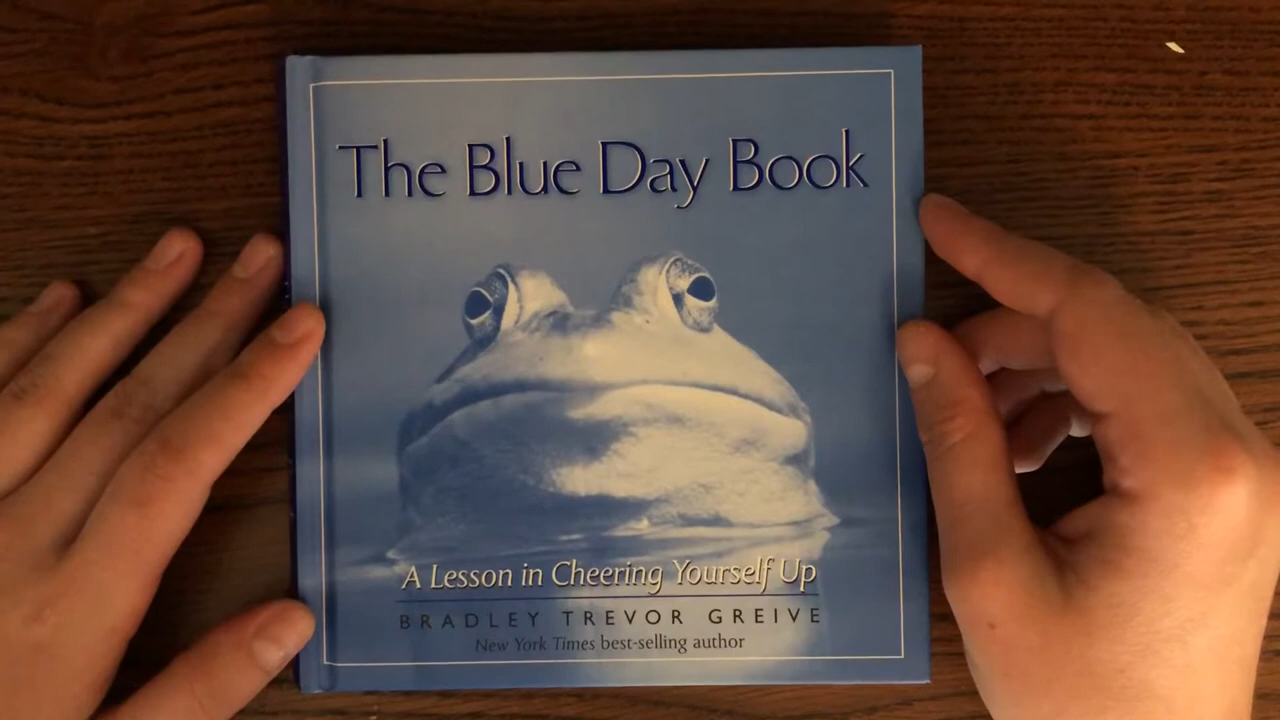 The Blue Day Book
A Lesson in Cheering Yourself Up
BRADLEY TREVOR GREIVE
New York Times best-selling author